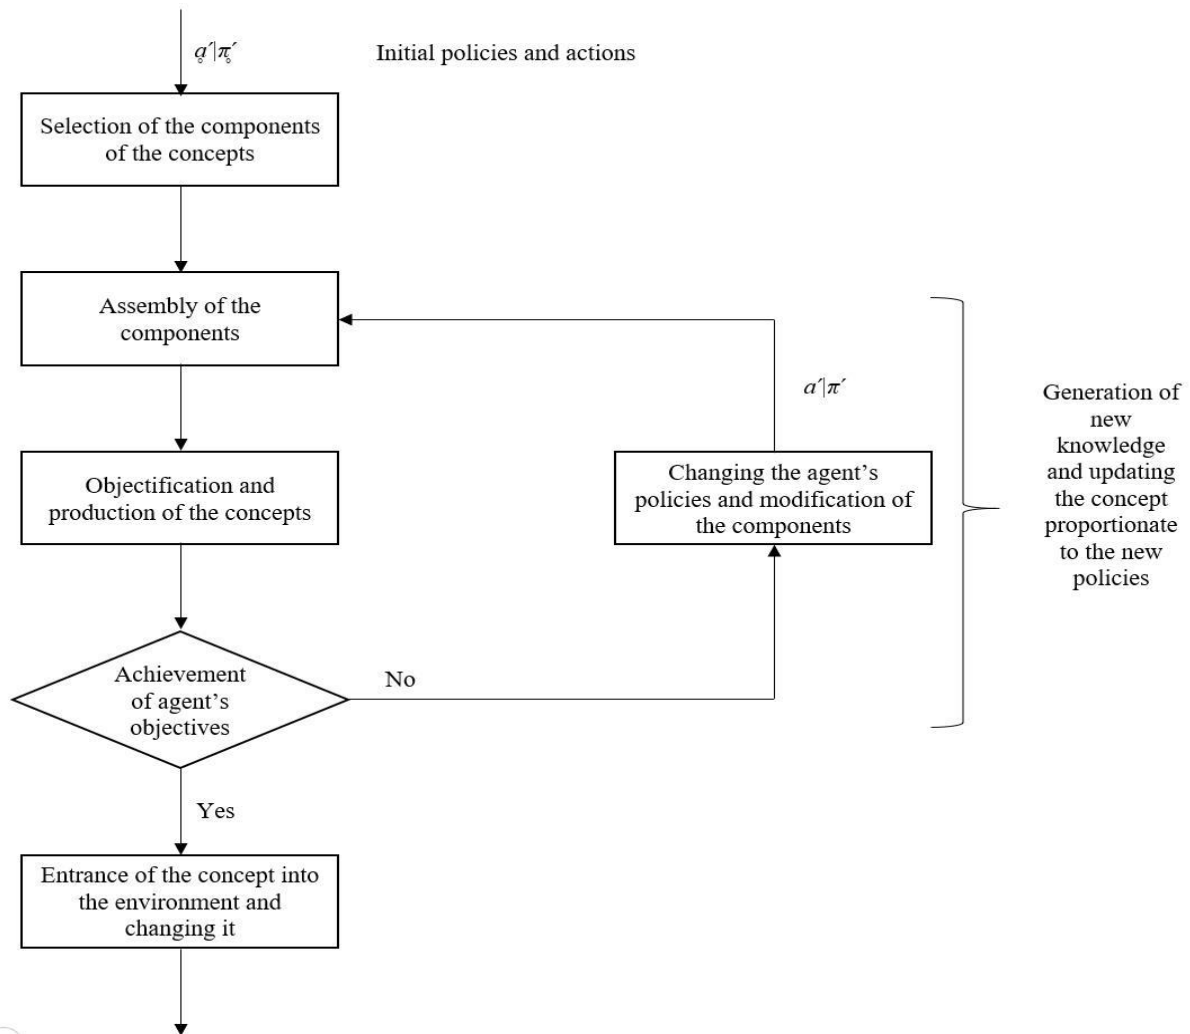 ḁ´|π̥´
Initial policies and actions
Selection of the components
of the concepts
Assembly of the
components
Objectification and
production of the concepts
Achievement
of agent’s
objectives
No
Yes
Entrance of the concept into
the environment and
changing it
a´|π´
Changing the agent’s
policies and modification of
the components
Generation of
new
knowledge
and updating
the concept
proportionate
to the new
policies